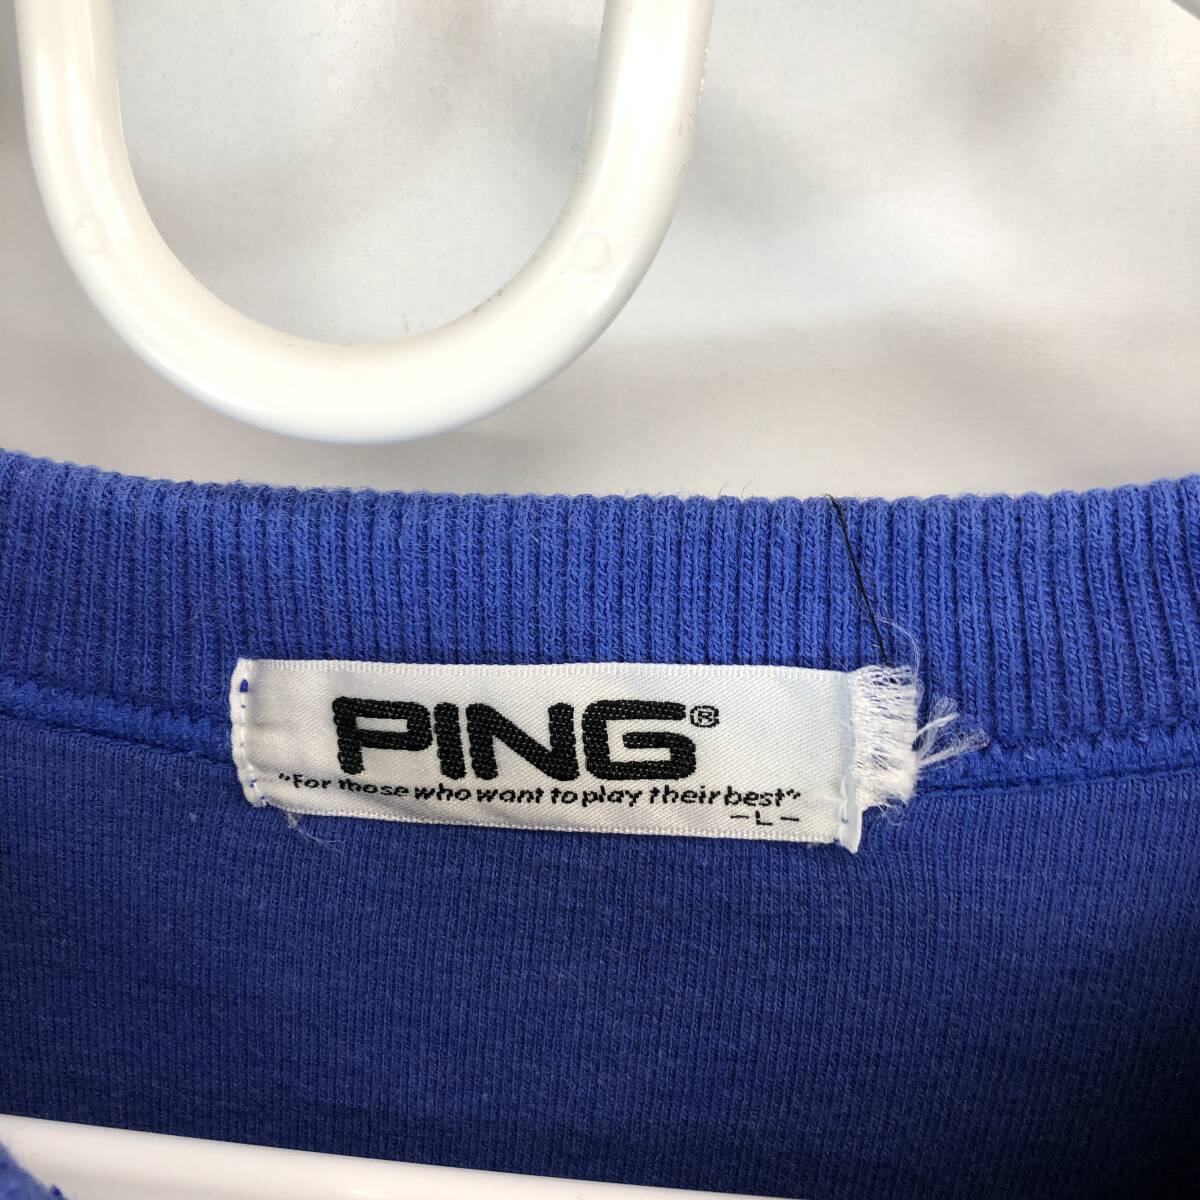 PING®
"For those who want to play their best"
-L-